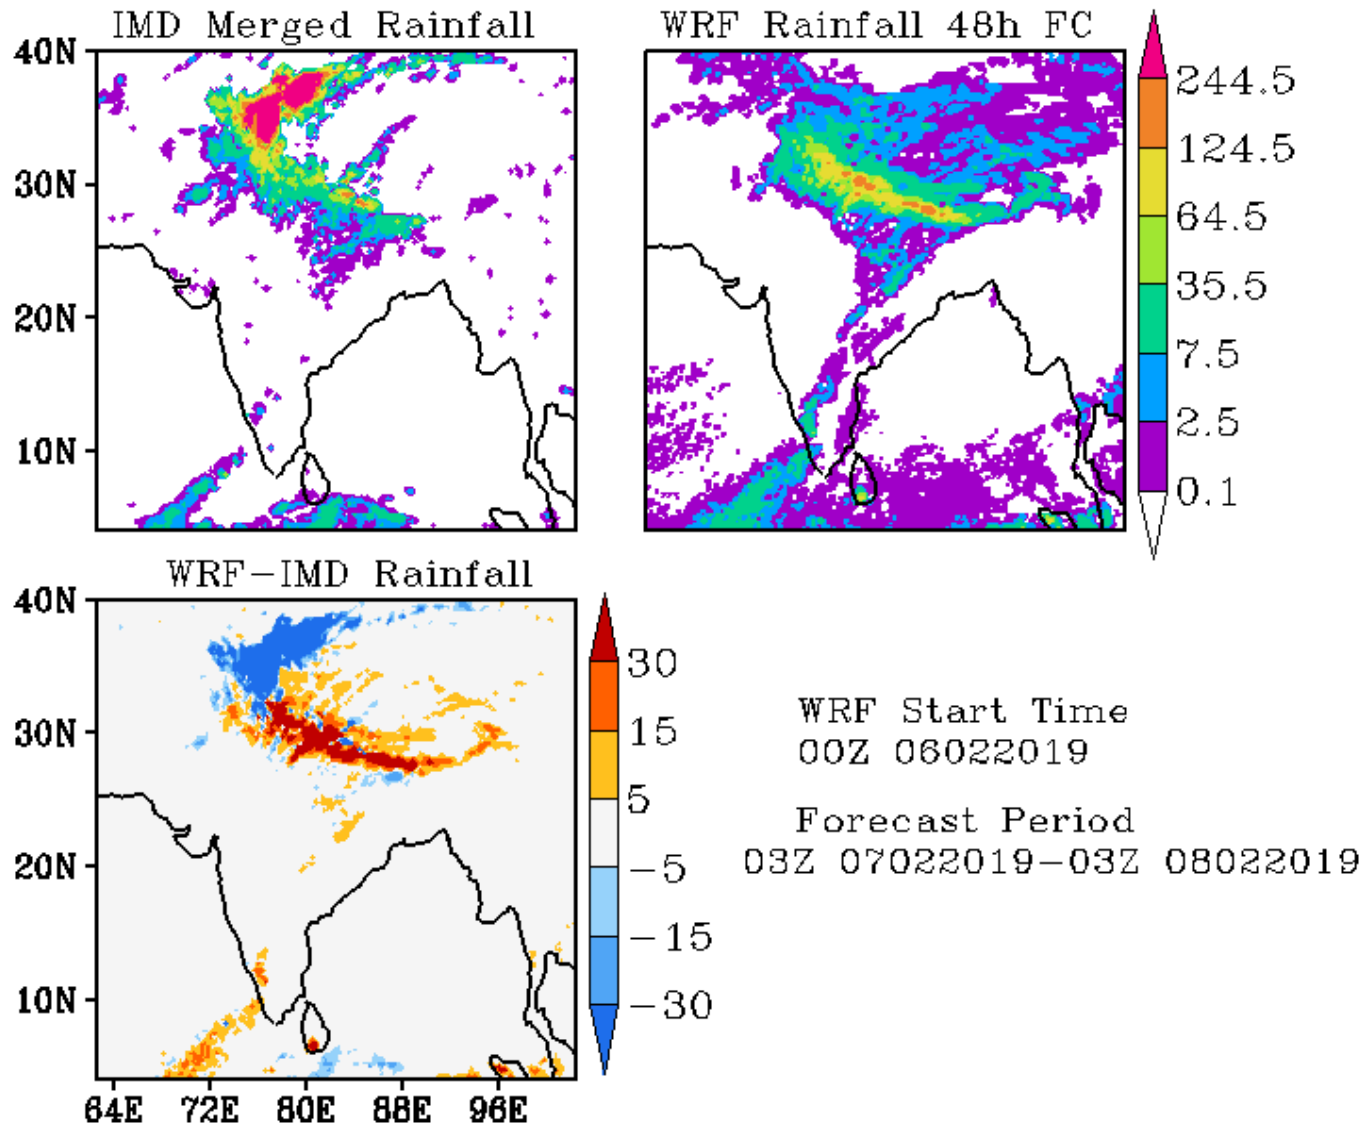 IMD Merged Rainfall
WRF Rainfall 48h FC
40N
30N
20N
10N
244.5
124.5
64.5
35.5
7.5
2.5
0.1
WRF-IMD Rainfall
40N
30N
20N
10N
64E 72E 80E 88E 96E
30
15
5
-5
-15
-30
WRF Start Time
00Z 06022019
Forecast Period
03Z 07022019-03Z 08022019